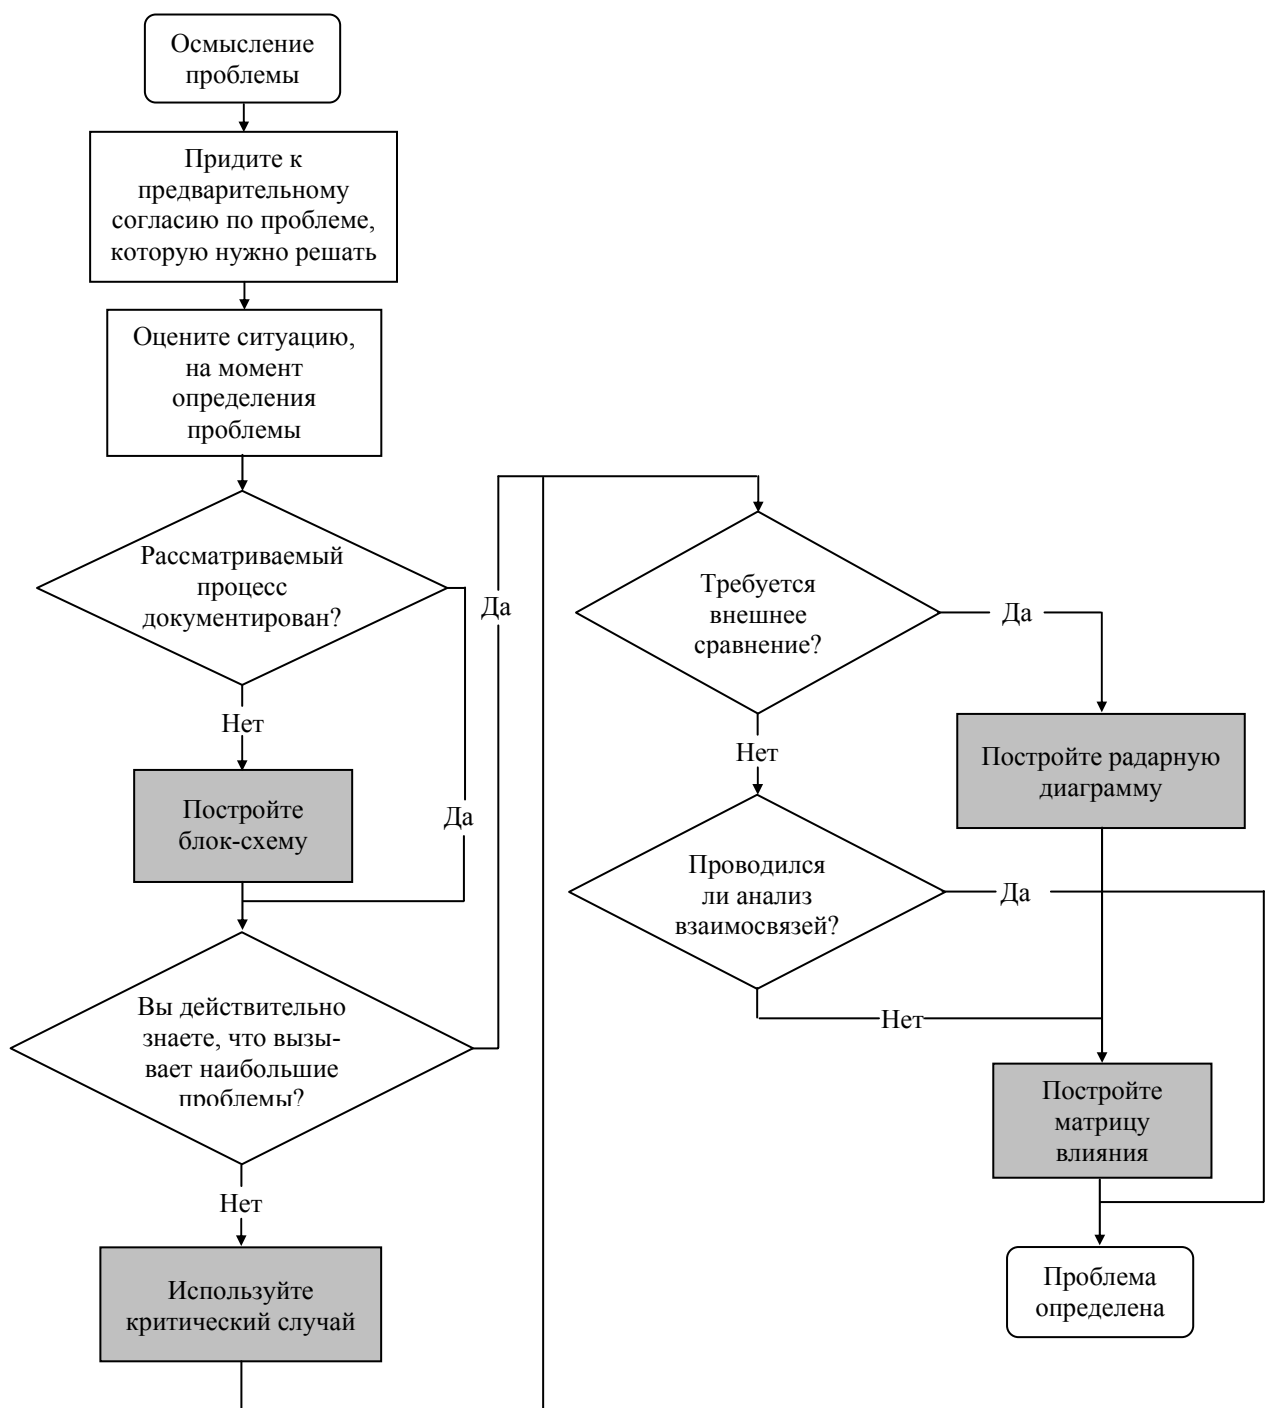 Осмысление
проблемы
Придите к
предварительному
согласию по проблеме,
которую нужно решать
Оцените ситуацию,
на момент
определения
проблемы
Рассматриваемый
процесс
документирован?
Да
Нет
Постройте
блок-схему
Вы действительно
знаете, что вызы-
вает наибольшие
проблемы?
Да
Нет
Используйте
критический случай
Требуется
внешнее
сравнение?
Да
Нет
Постройте радарную
диаграмму
Проводился
ли анализ
взаимосвязей?
Да
Нет
Постройте
матрицу
влияния
Проблема
определена